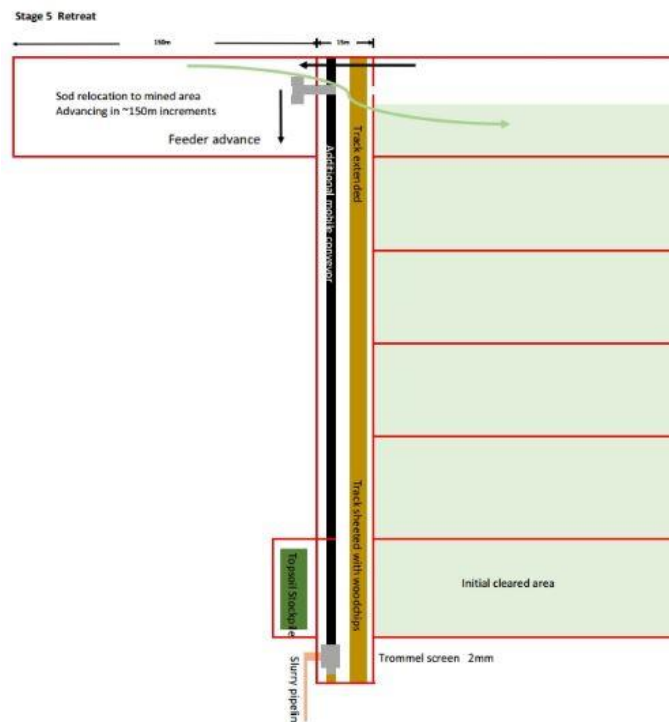 Stage 5 Retreat
150m 15m
Sod relocation to mined area
Advancing in ~150m increments
Feeder advance
Additional mobile conveyor
Track extended
Track sheeted with woodchips
Topsoil Stockpile
Initial cleared area
Trommel screen 2mm
Slurry pipelin